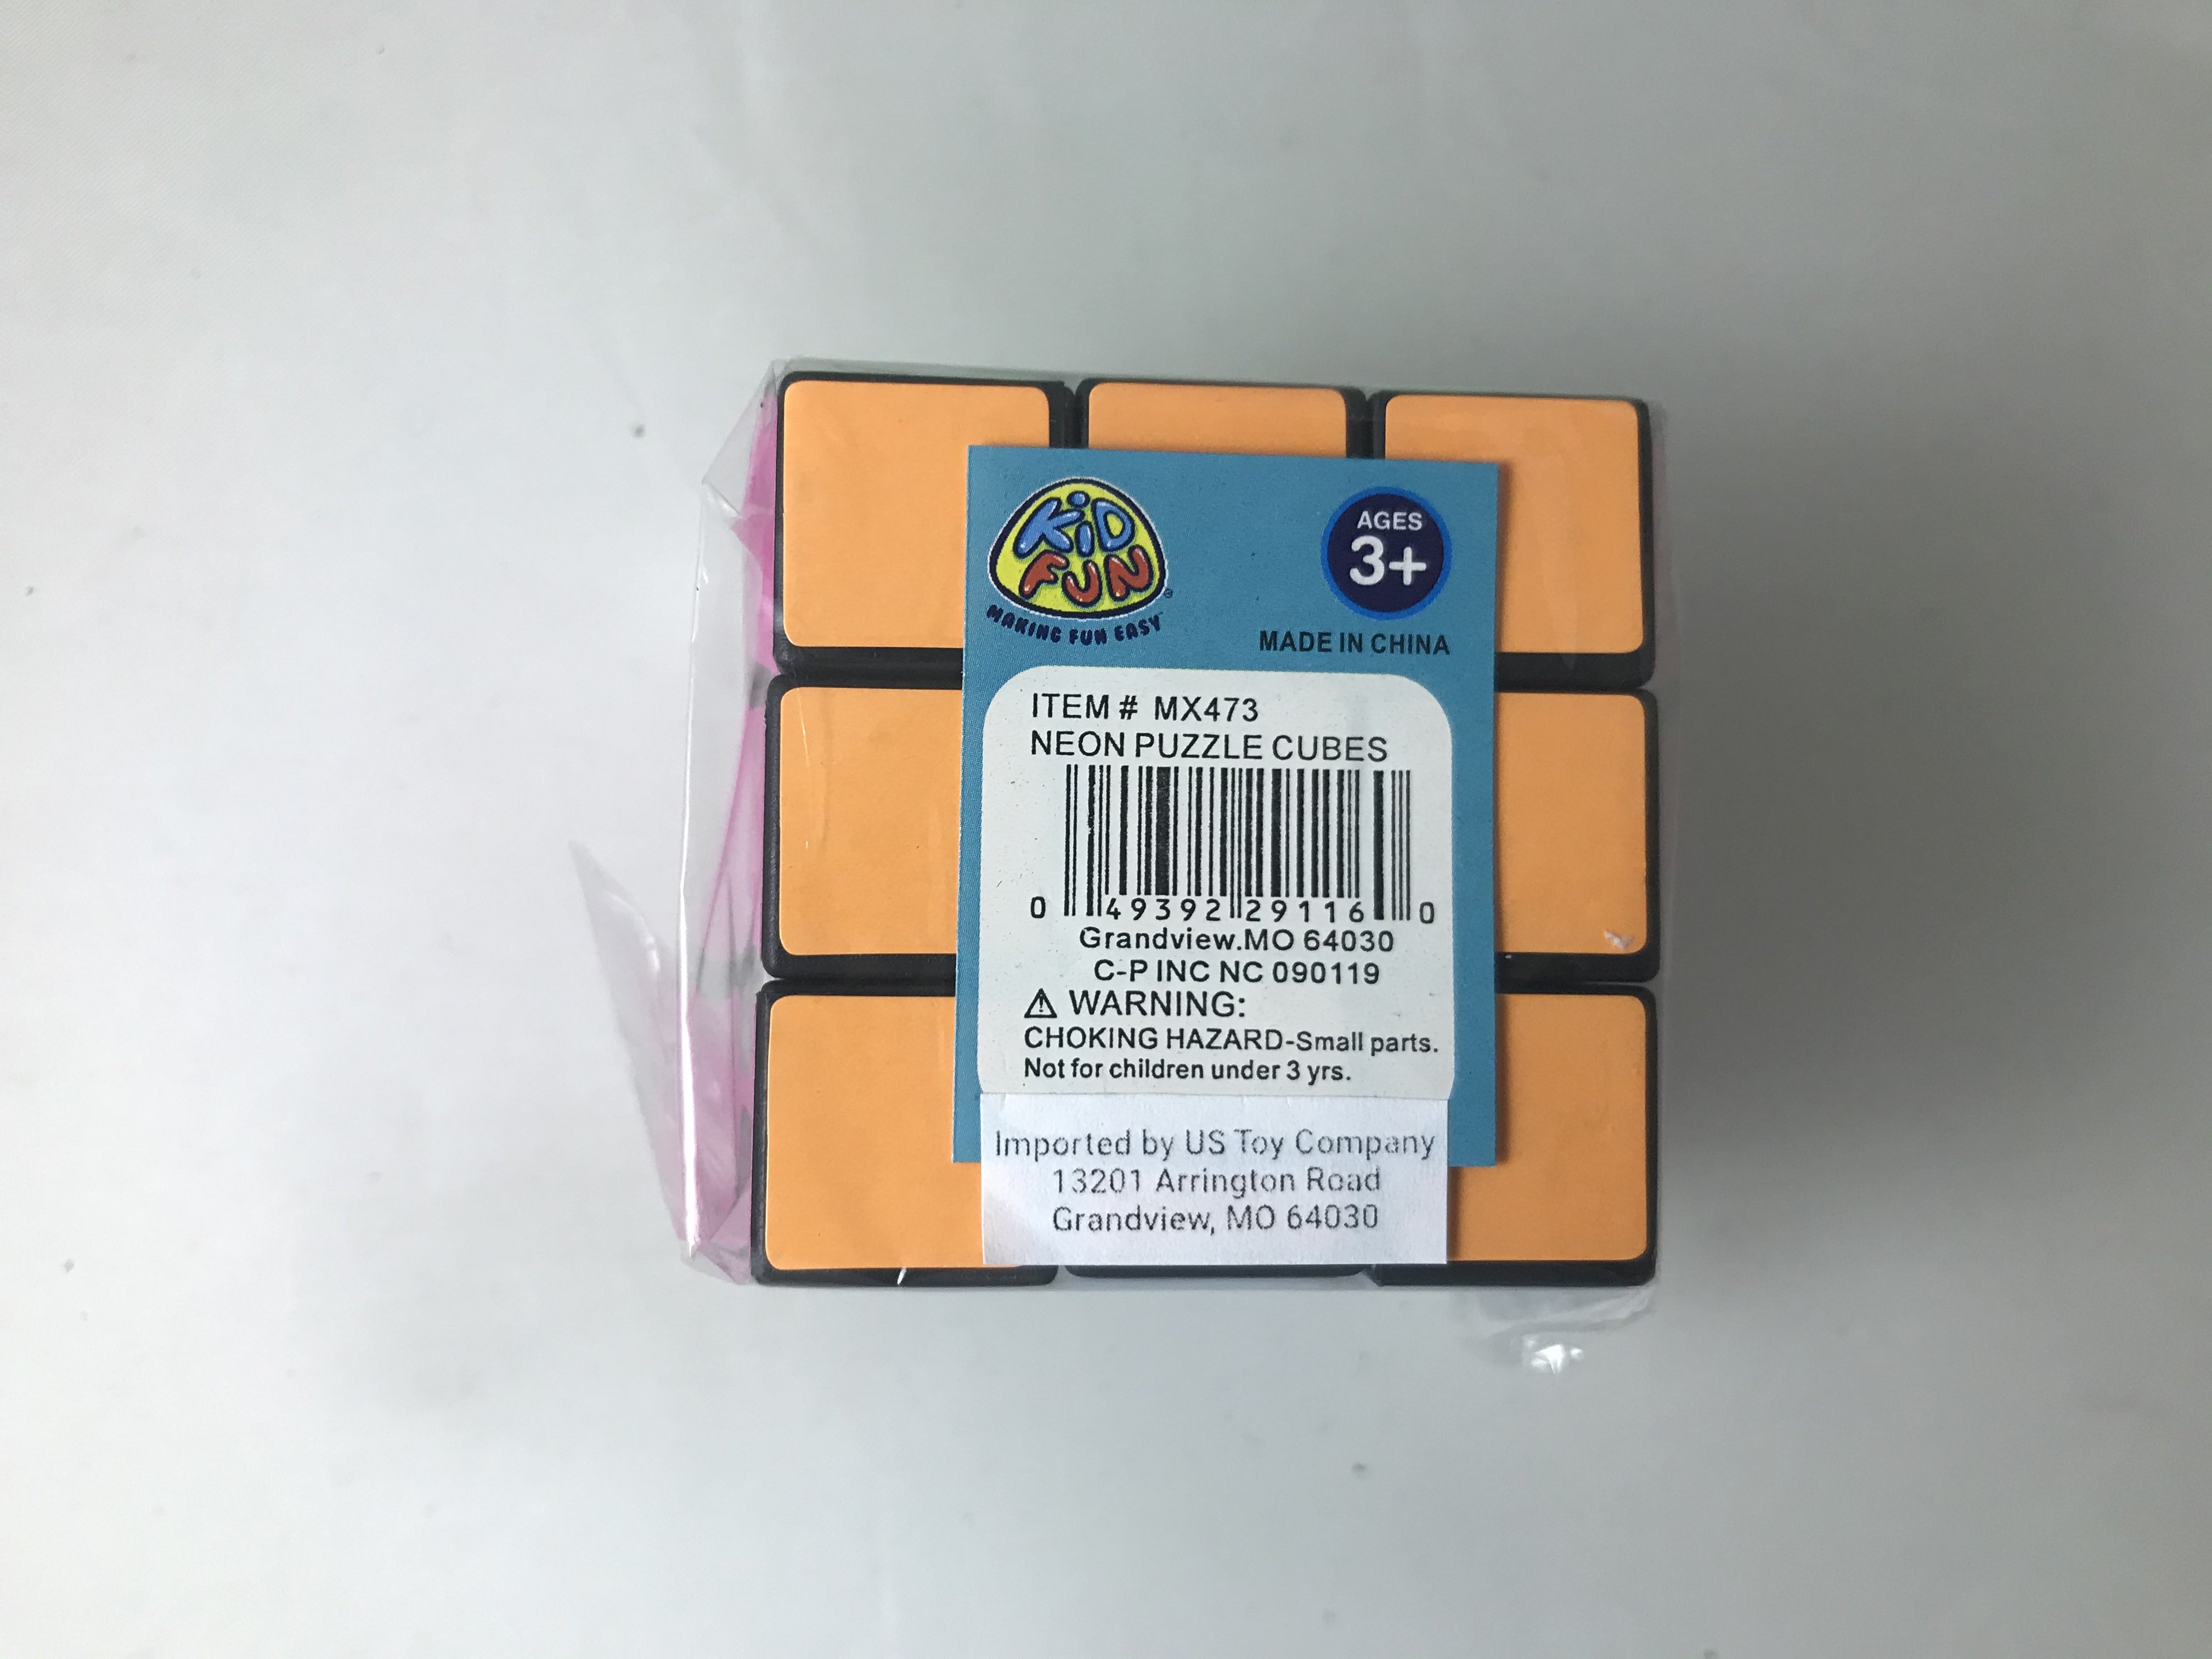 KiD
FUN®
MAKING FUN EASY™
AGES
3+
MADE IN CHINA
ITEM # MX473
NEON PUZZLE CUBES
0 49392 29116 0
Grandview.MO 64030
C-P INC NC 090119
⚠ WARNING:
CHOKING HAZARD-Small parts.
Not for children under 3 yrs.
Imported by US Toy Company
13201 Arrington Road
Grandview, MO 64030